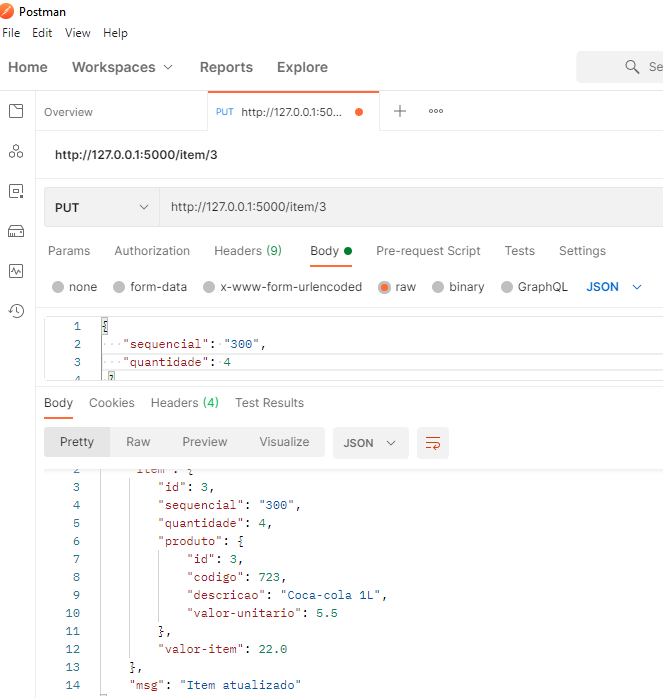 Postman
File Edit View Help
Home Workspaces Reports Explore Se
Overview PUT http://127.0.0.1:50...
http://127.0.0.1:5000/item/3
PUT http://127.0.0.1:5000/item/3
Params Authorization Headers (9) Body Pre-request Script Tests Settings
none form-data x-www-form-urlencoded raw binary GraphQL JSON
1 {
2 "sequencial": "300",
3 "quantidade": 4
4 }
Body Cookies Headers (4) Test Results
Pretty Raw Preview Visualize JSON
2 "item": {
3 "id": 3,
4 "sequencial": "300",
5 "quantidade": 4,
6 "produto": {
7 "id": 3,
8 "codigo": 723,
9 "descricao": "Coca-cola 1L",
10 "valor-unitario": 5.5
11 },
12 "valor-item": 22.0
13 },
14 "msg": "Item atualizado"